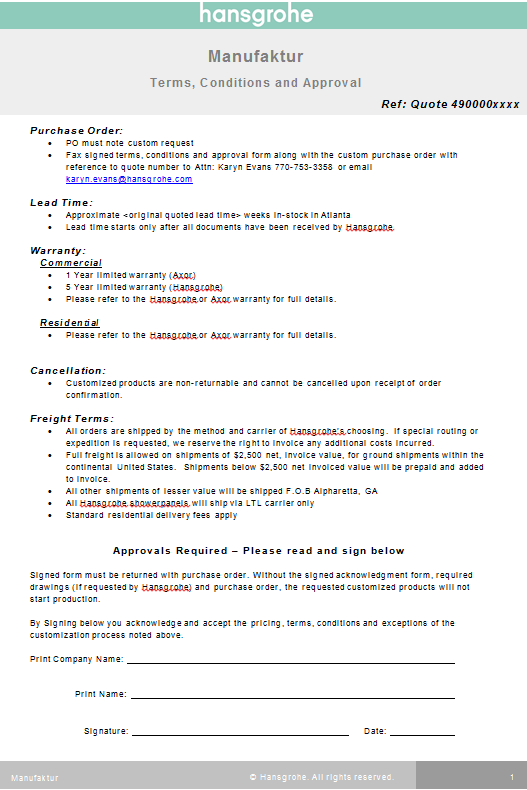 hansgrohe
Manufaktur
Terms, Conditions and Approval
Ref: Quote 490000xxxx
Purchase Order:
• PO must note custom request
• Fax signed terms, conditions and approval form along with the custom purchase order with
reference to quote number to Attn: Karyn Evans 770-753-3358 or email
karyn.evans@hansgrohe.com
Lead Time:
• Approximate <original quoted lead time> weeks in-stock in Atlanta
• Lead time starts only after all documents have been received by Hansgrohe.
Warranty:
Commercial
• 1 Year limited warranty (Axor)
• 5 Year limited warranty (Hansgrohe)
• Please refer to the Hansgrohe or Axor warranty for full details.
Residential
• Please refer to the Hansgrohe or Axor warranty for full details.
Cancellation:
• Customized products are non-returnable and cannot be cancelled upon receipt of order
confirmation.
Freight Terms:
• All orders are shipped by the method and carrier of Hansgrohe's choosing. If special routing or
expedition is requested, we reserve the right to invoice any additional costs incurred.
• Full freight is allowed on shipments of $2,500 net, invoice value, for ground shipments within the
continental United States. Shipments below $2,500 net invoiced value will be prepaid and added
to invoice.
• All other shipments of lesser value will be shipped F.O.B Alpharetta, GA
• All Hansgrohe showerpanels will ship via LTL carrier only
• Standard residential delivery fees apply
Approvals Required – Please read and sign below
Signed form must be returned with purchase order. Without the signed acknowledgment form, required
drawings (if requested by Hansgrohe) and purchase order, the requested customized products will not
start production.
By Signing below you acknowledge and accept the pricing, terms, conditions and exceptions of the
customization process noted above.
Print Company Name:
Print Name:
Signature: Date:
Manufaktur © Hansgrohe. All rights reserved. 1